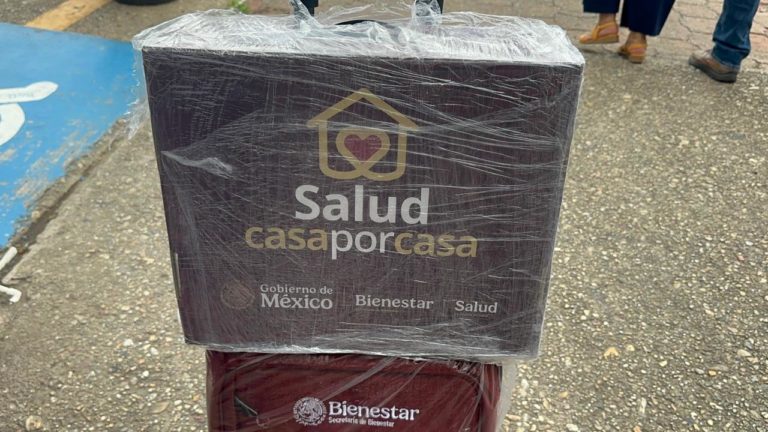 Salud
casaporcasa
Gobierno de
México
Bienestar
Salud
Bienestar
Secretaría de Bienestar